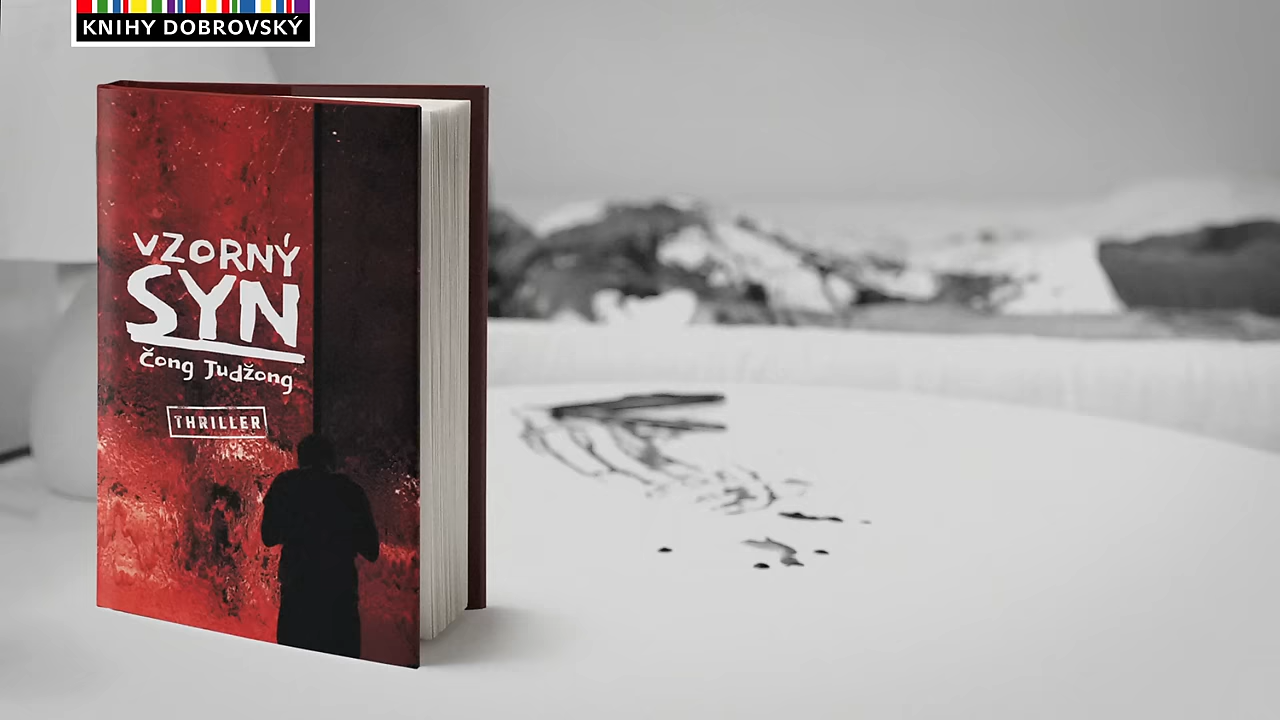 KNIHY DOBROVSKÝ
VZORNÝ
SYN
Čong Judžong
THRILLER